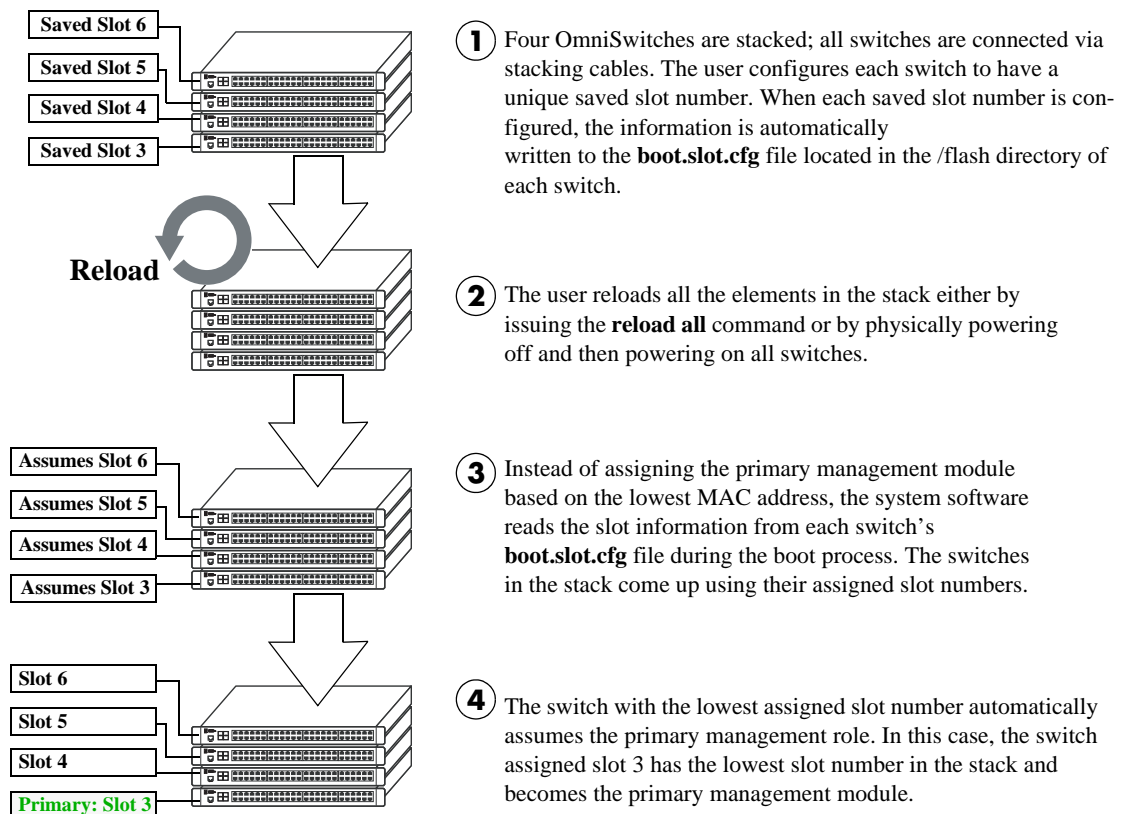 Saved Slot 6
Saved Slot 5
Saved Slot 4
Saved Slot 3
1
Four OmniSwitches are stacked; all switches are connected via
stacking cables. The user configures each switch to have a
unique saved slot number. When each saved slot number is con-
figured, the information is automatically
written to the boot.slot.cfg file located in the /flash directory of
each switch.
Reload
2
The user reloads all the elements in the stack either by
issuing the reload all command or by physically powering
off and then powering on all switches.
Assumes Slot 6
Assumes Slot 5
Assumes Slot 4
Assumes Slot 3
3
Instead of assigning the primary management module
based on the lowest MAC address, the system software
reads the slot information from each switch's
boot.slot.cfg file during the boot process. The switches
in the stack come up using their assigned slot numbers.
Slot 6
Slot 5
Slot 4
Primary: Slot 3
4
The switch with the lowest assigned slot number automatically
assumes the primary management role. In this case, the switch
assigned slot 3 has the lowest slot number in the stack and
becomes the primary management module.